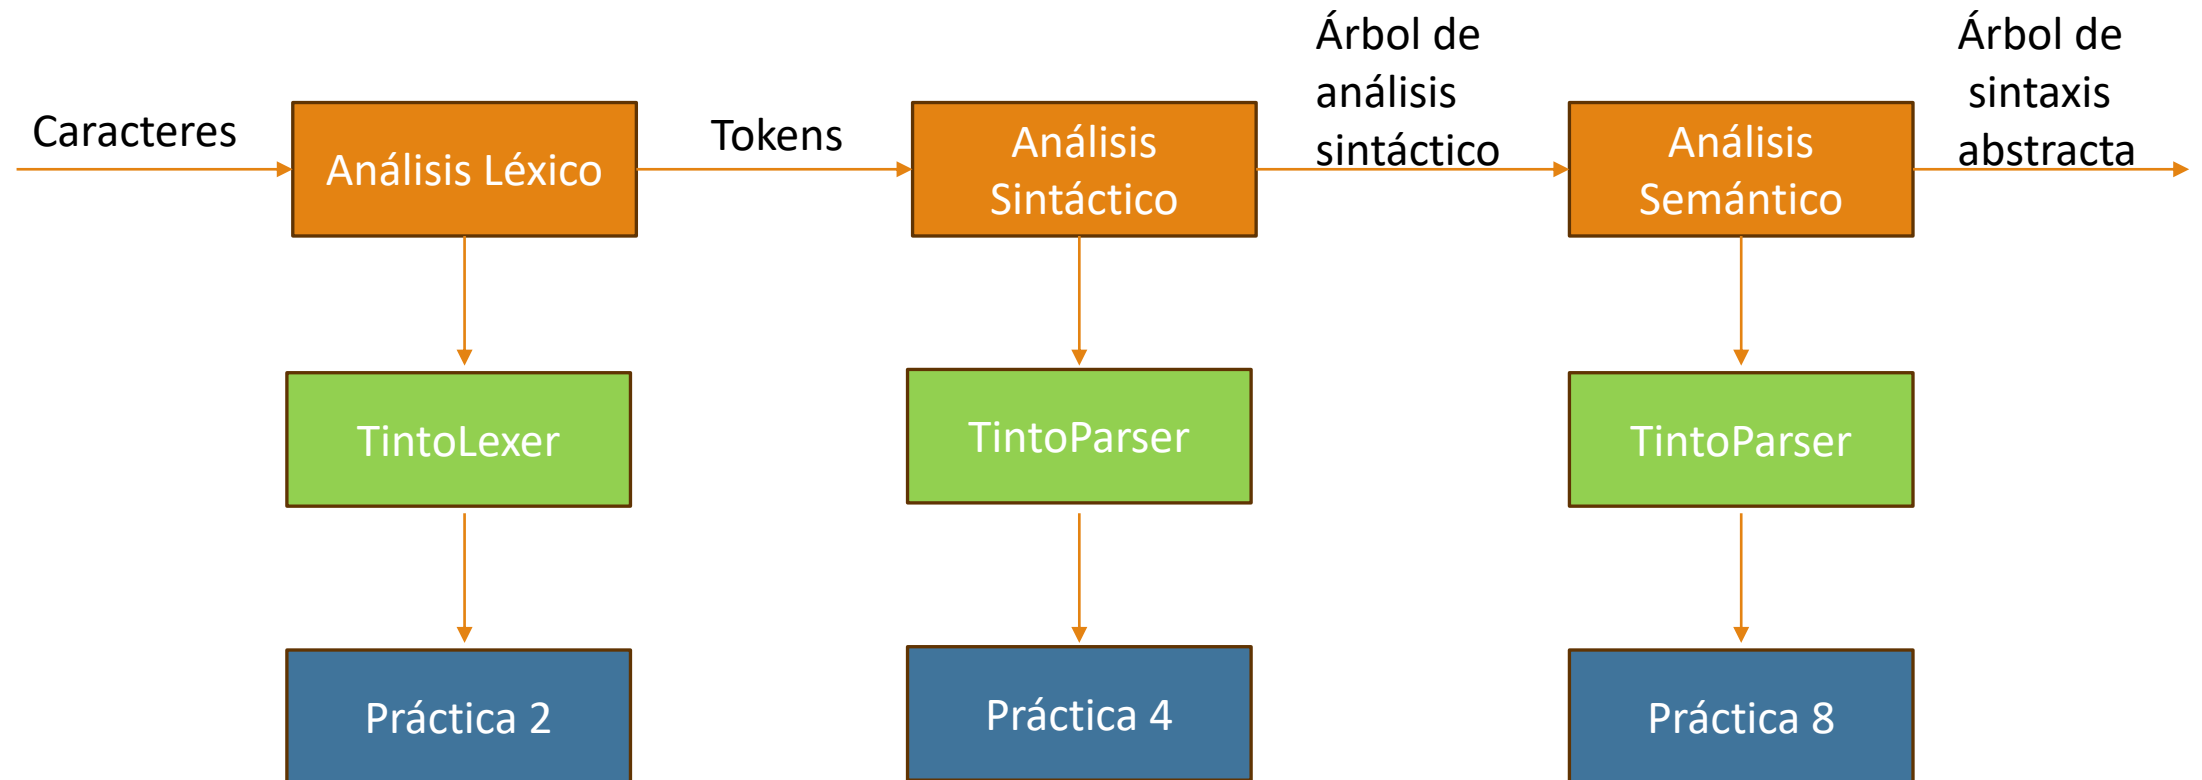 Caracteres
Análisis Léxico
Tokens
Análisis
Sintáctico
Árbol de
análisis
sintáctico
Análisis
Semántico
Árbol de
sintaxis
abstracta
TintoLexer
TintoParser
TintoParser
Práctica 2
Práctica 4
Práctica 8